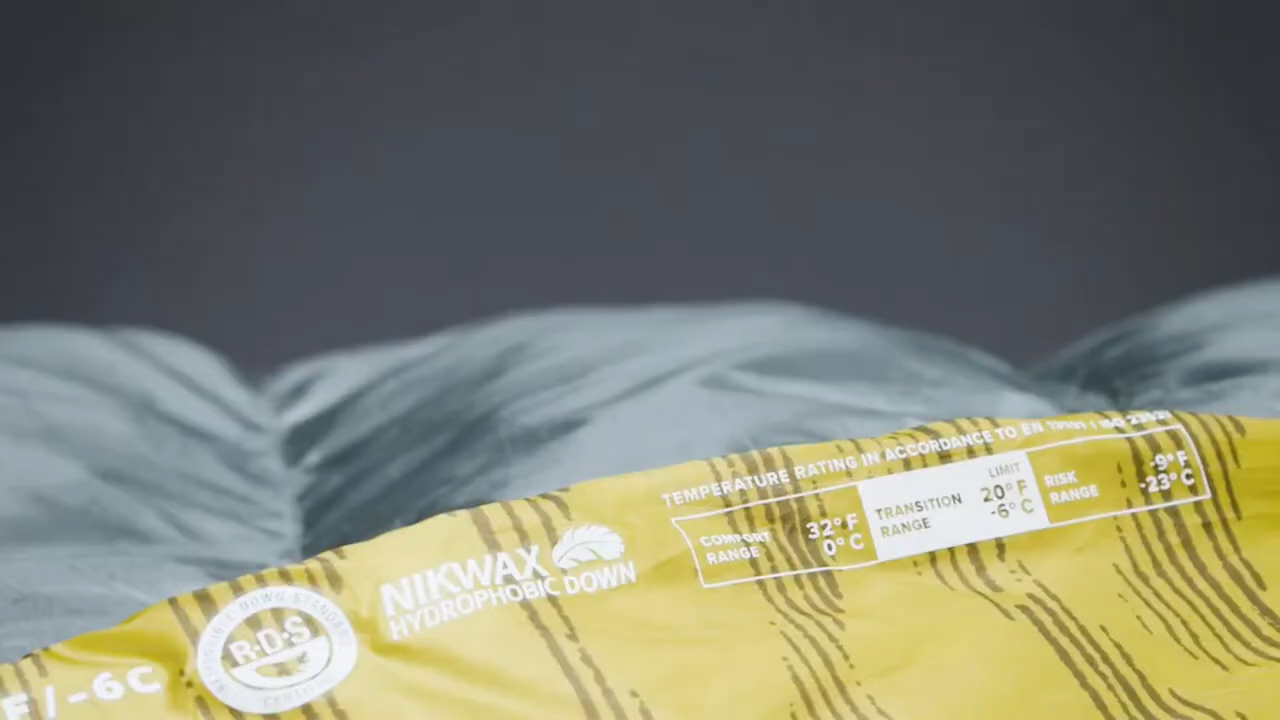 TEMPERATURE RATING IN ACCORDANCE TO EN
COMFORT RANGE
32° F
0° C
TRANSITION RANGE
LIMIT
20° F
-6° C
RISK RANGE
-9° F
-23° C
NIKWAX
HYDROPHOBIC DOWN
R·D·S
F / -6C